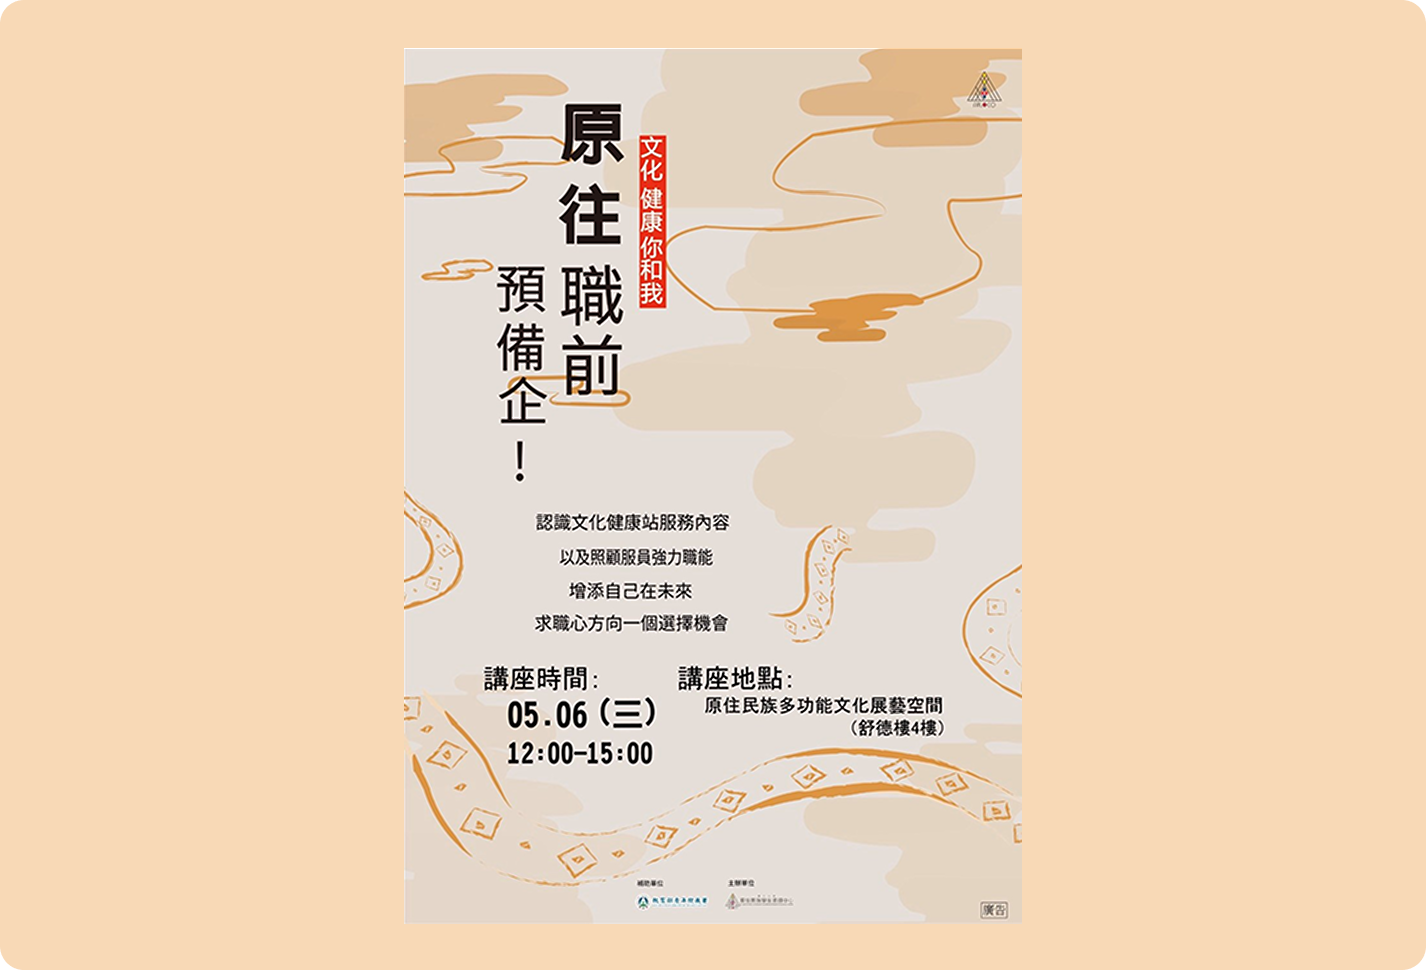 文化 健康 你和我
原往職前
預備企！
認識文化健康站服務內容
以及照顧服員強力職能
增添自己在未來
求職心方向一個選擇機會
講座時間：
05.06（三）
12:00-15:00
講座地點：
原住民族多功能文化展藝空間
（舒德樓4樓）
補助單位
主辦單位
廣告